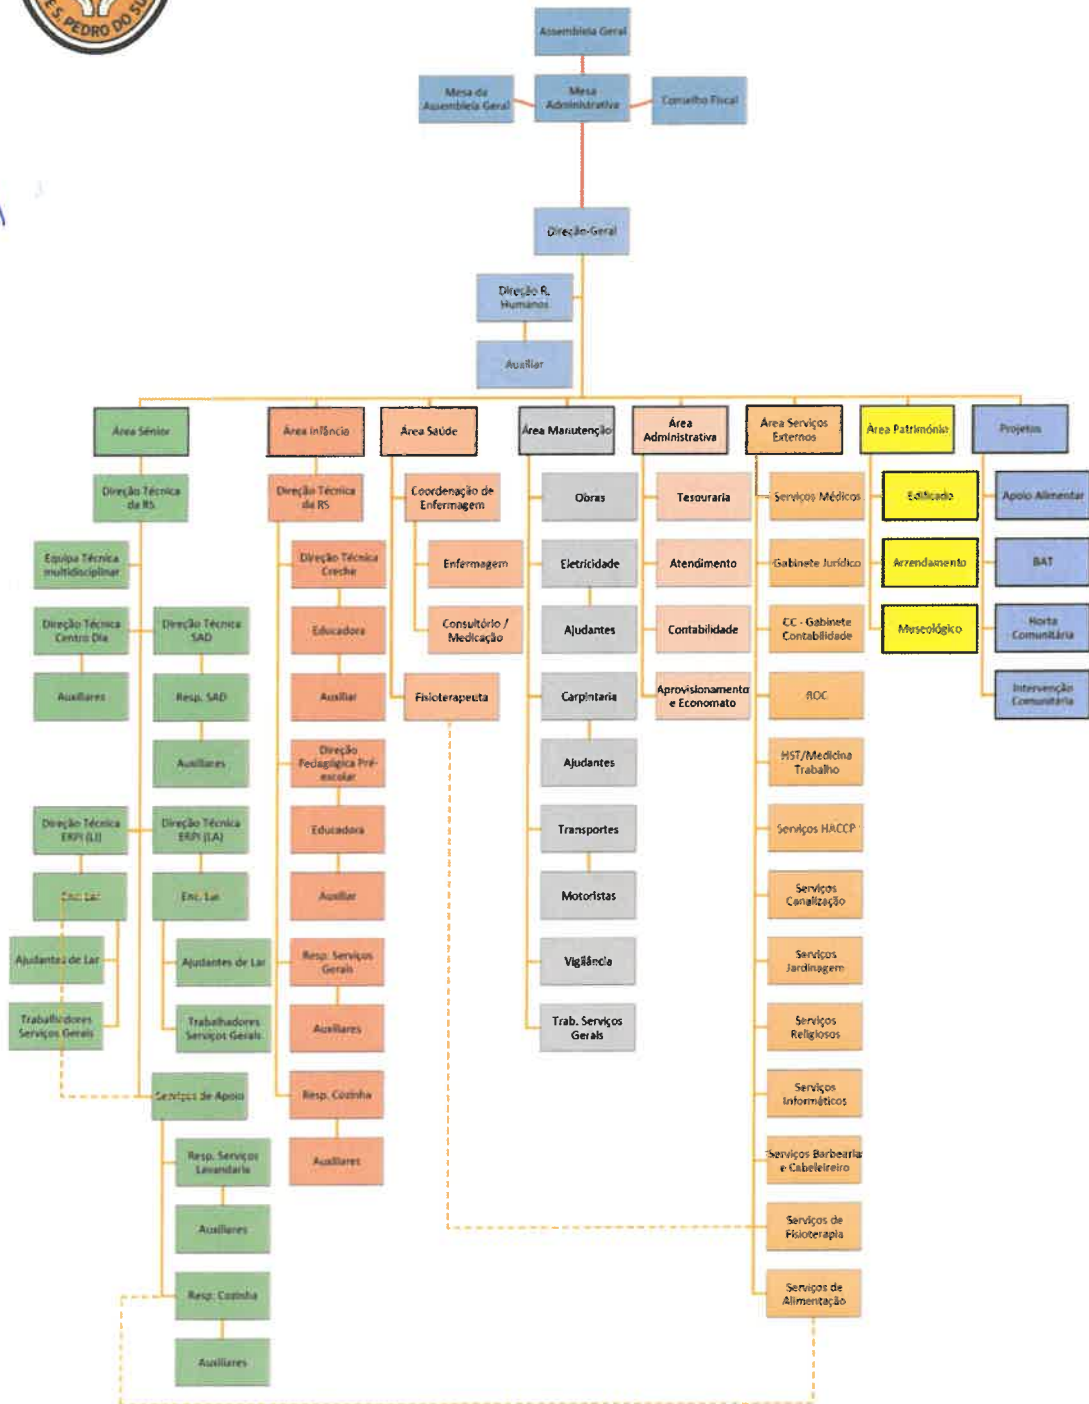 E S. PEDRO DO SU
Assembleia Geral
Mesa da
Assembleia Geral
Mesa
Administrativa
Conselho Fiscal
Direção-Geral
Direção R.
Humanos
Auxiliar
Área Sénior
Área Infância
Área Saúde
Área Manutenção
Área
Administrativa
Área Serviços
Externos
Área Património
Projetos
Direção Técnica
da RS
Equipa Técnica
multidisciplinar
Direção Técnica
Centro Dia
Auxiliares
Direção Técnica
SAD
Resp. SAD
Auxiliares
Direção Técnica
ERPI (LI)
Enc. Lar
Ajudantes de Lar
Trabalhadores
Serviços Gerais
Direção Técnica
ERPI (LA)
Enc. Lar
Ajudantes de Lar
Trabalhadores
Serviços Gerais
Serviços de Apoio
Resp. Serviços
Lavandaria
Auxiliares
Resp. Cozinha
Auxiliares
Direção Técnica
da RS
Direção Técnica
Creche
Educadora
Auxiliar
Direção
Pedagógica Pré-
escolar
Educadora
Auxiliar
Resp. Serviços
Gerais
Auxiliares
Resp. Cozinha
Auxiliares
Coordenação de
Enfermagem
Enfermagem
Consultório /
Medicação
Fisioterapeuta
Obras
Eletricidade
Ajudantes
Carpintaria
Ajudantes
Transportes
Motoristas
Vigilância
Trab. Serviços
Gerais
Tesouraria
Atendimento
Contabilidade
Aprovisionamento
e Economato
Serviços Médicos
Gabinete Jurídico
CC - Gabinete
Contabilidade
ROC
HST/Medicina
Trabalho
Serviços HACCP
Serviços
Canalização
Serviços
Jardinagem
Serviços
Religiosos
Serviços
Informáticos
Serviços Barbearia
e Cabeleireiro
Serviços de
Fisioterapia
Serviços de
Alimentação
Edificado
Arrendamento
Museológico
Apoio Alimentar
BAT
Horta
Comunitária
Intervenção
Comunitária